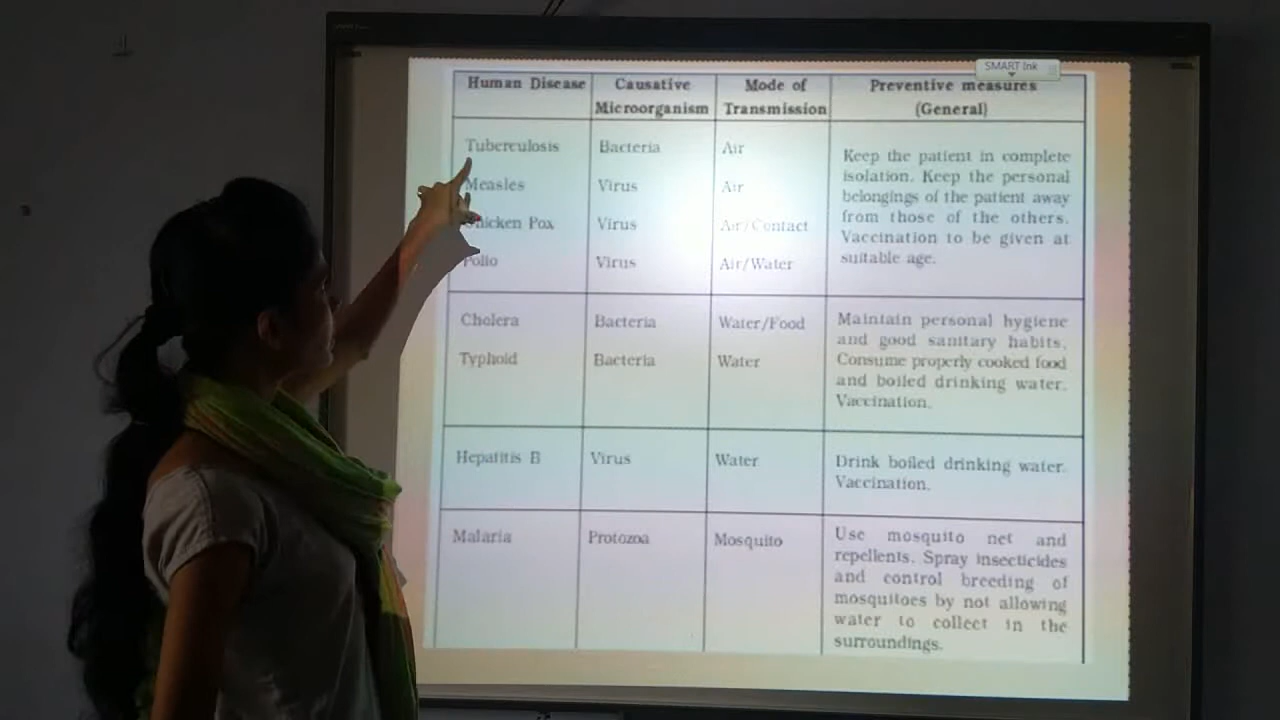 SMART Ink
Human Disease Causative Microorganism Mode of Transmission Preventive measures (General)
Tuberculosis Bacteria Air
Measles Virus Air
Chicken Pox Virus Air/Contact
Polio Virus Air/Water
Keep the patient in complete
isolation. Keep the personal
belongings of the patient away
from those of the others.
Vaccination to be given at
suitable age.
Cholera Bacteria Water/Food
Typhoid Bacteria Water
Maintain personal hygiene
and good sanitary habits.
Consume properly cooked food
and boiled drinking water.
Vaccination.
Hepatitis B Virus Water
Drink boiled drinking water.
Vaccination.
Malaria Protozoa Mosquito
Use mosquito net and
repellents. Spray insecticides
and control breeding of
mosquitoes by not allowing
water to collect in the
surroundings.